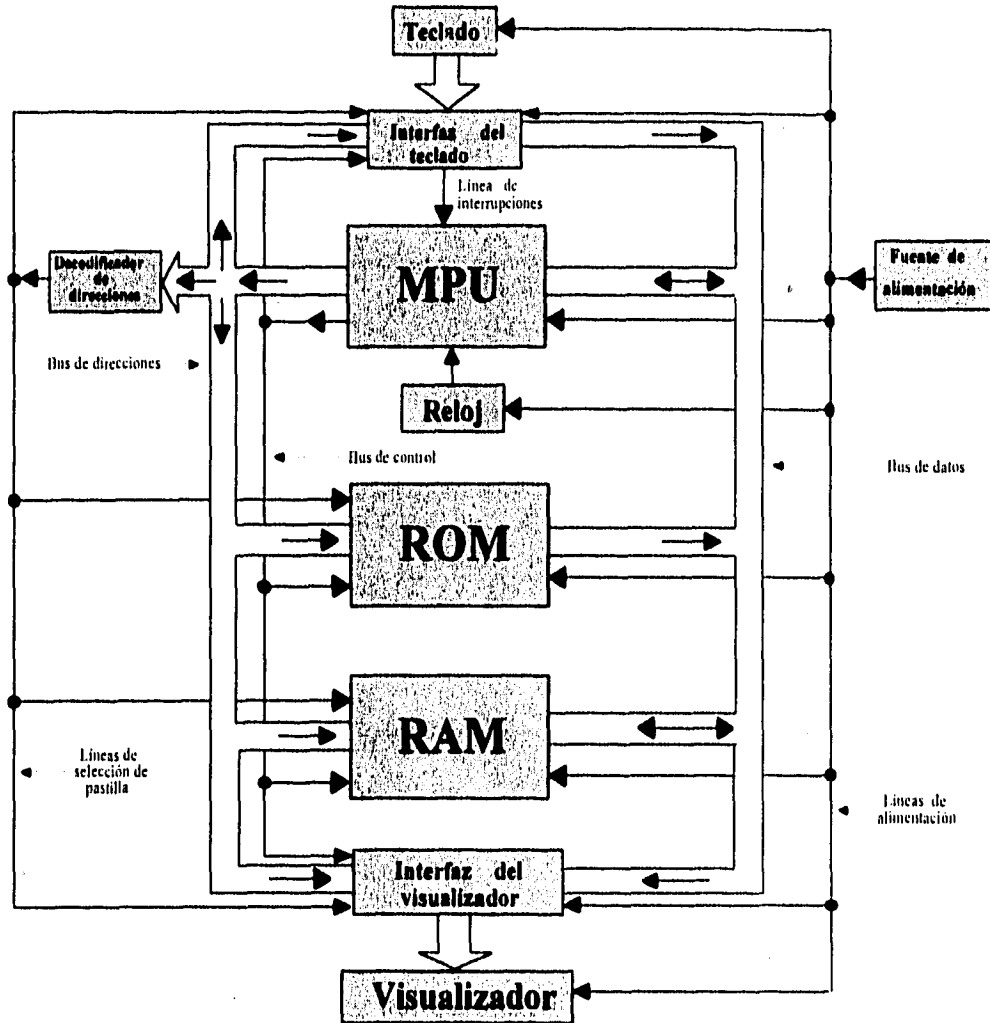 Teclado
Interfaz del
teclado
Línea de
interrupciones
Decodificador
de
direcciones
MPU
Fuente de
alimentación
Bus de direcciones
Reloj
Bus de control
Bus de datos
ROM
RAM
Líneas de
selección de
pastilla
Líneas de
alimentación
Interfaz del
visualizador
Visualizador